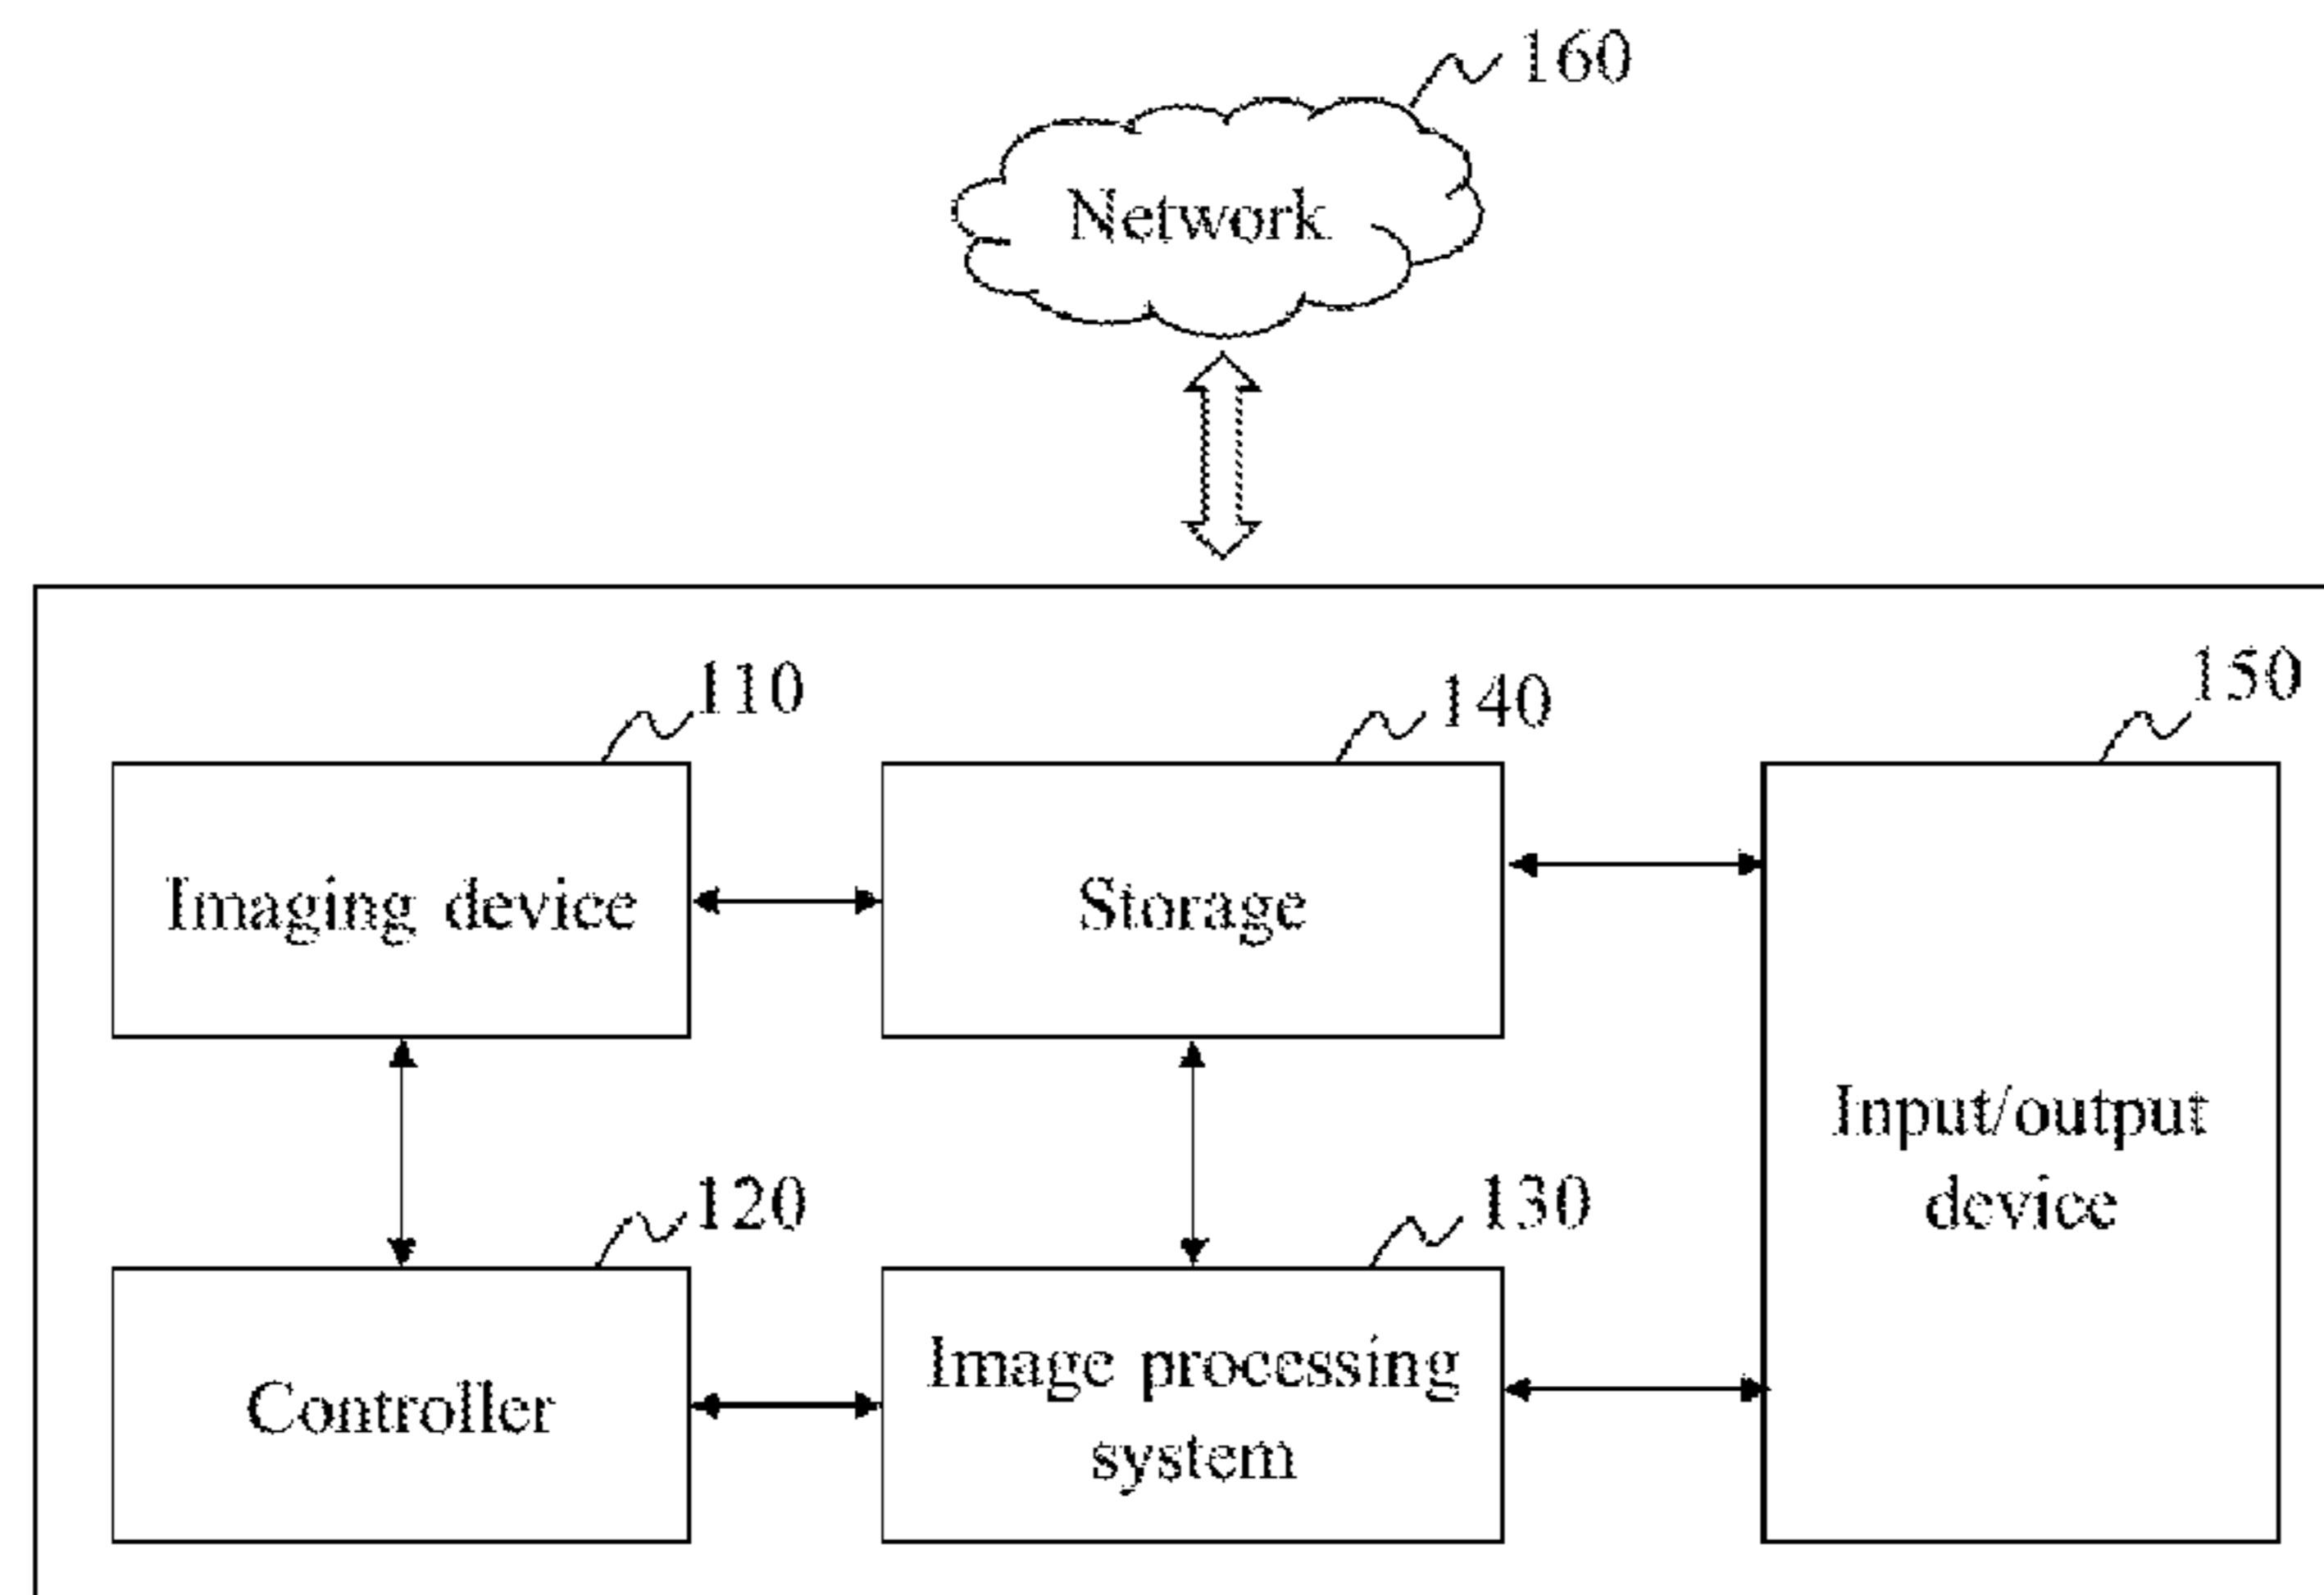 160
Network
110
140
150
Imaging device
Storage
Input/output
device
120
130
Controller
Image processing
system